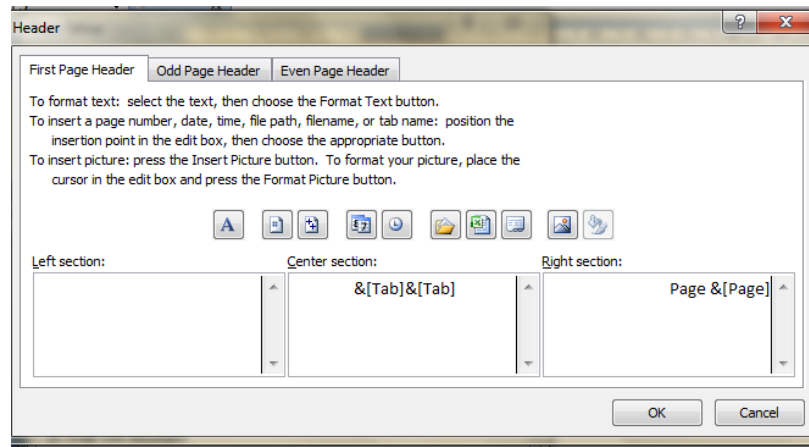 Header
First Page Header
Odd Page Header
Even Page Header
To format text: select the text, then choose the Format Text button.
To insert a page number, date, time, file path, filename, or tab name: position the
insertion point in the edit box, then choose the appropriate button.
To insert picture: press the Insert Picture button. To format your picture, place the
cursor in the edit box and press the Format Picture button.
A
Left section:
Center section:
Right section:
&[Tab]&[Tab]
Page &[Page]
OK
Cancel